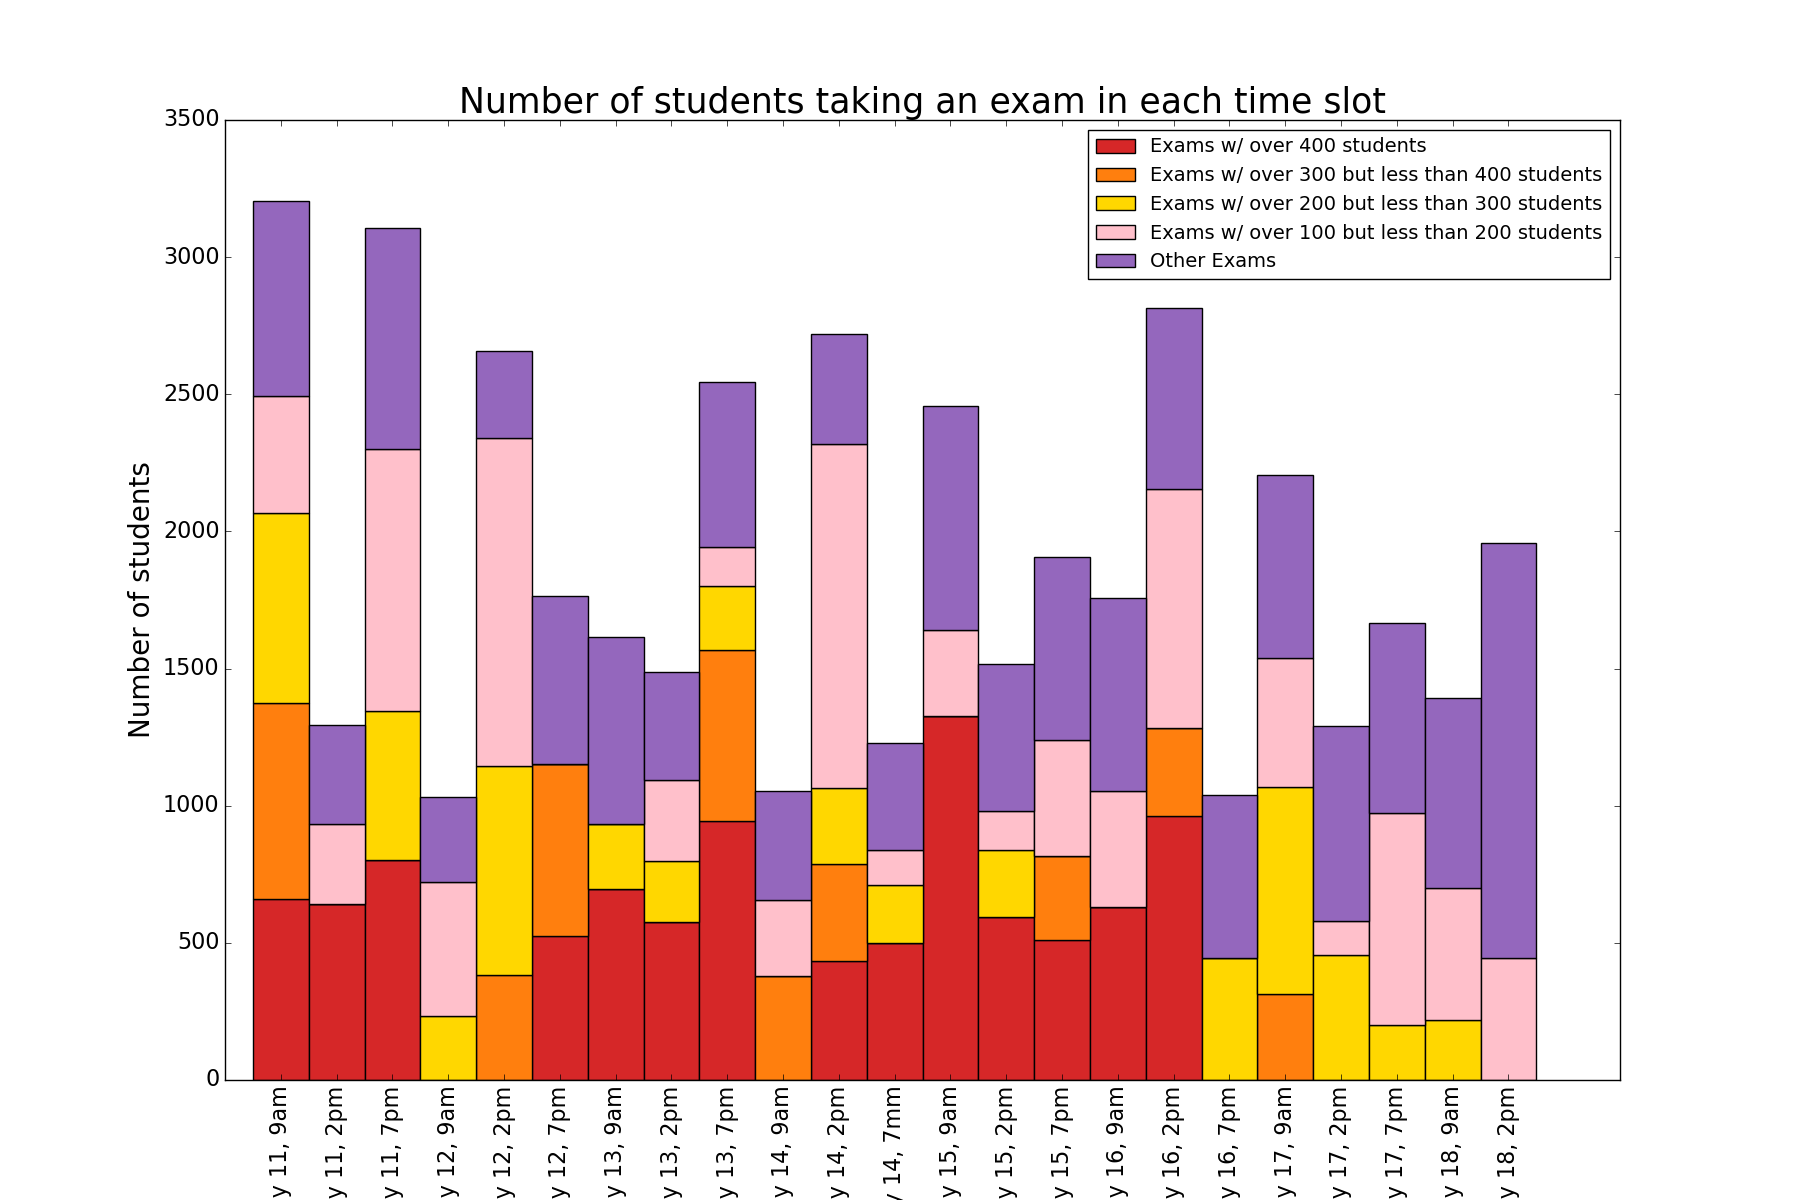 Number of students taking an exam in each time slot
Number of students
3500
3000
2500
2000
1500
1000
500
0
Exams w/ over 400 students
Exams w/ over 300 but less than 400 students
Exams w/ over 200 but less than 300 students
Exams w/ over 100 but less than 200 students
Other Exams
y 11, 9am
y 11, 2pm
y 11, 7pm
y 12, 9am
y 12, 2pm
y 12, 7pm
y 13, 9am
y 13, 2pm
y 13, 7pm
y 14, 9am
y 14, 2pm
y 14, 7mm
y 15, 9am
y 15, 2pm
y 15, 7pm
y 16, 9am
y 16, 2pm
y 16, 7pm
y 17, 9am
y 17, 2pm
y 17, 7pm
y 18, 9am
y 18, 2pm